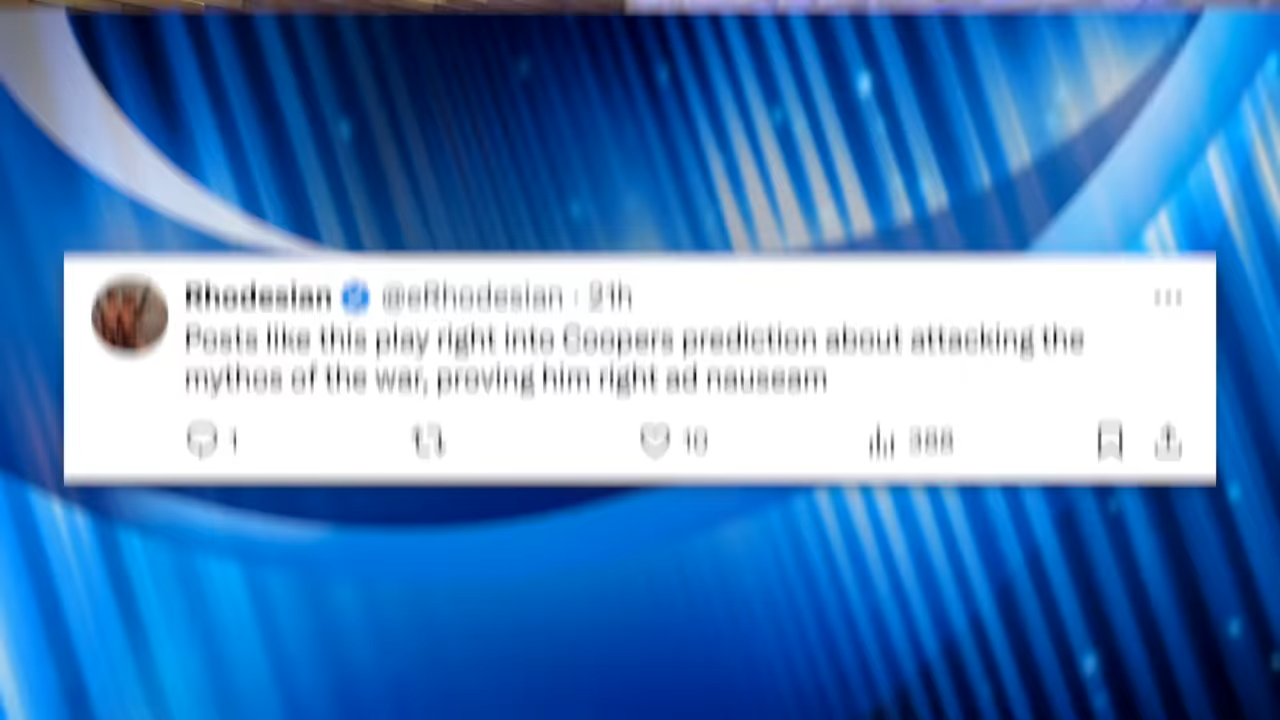 Rhodesian @eRhodesian · 21h
Posts like this play right into Coopers prediction about attacking the
mythos of the war, proving him right ad nauseam
1 10 388